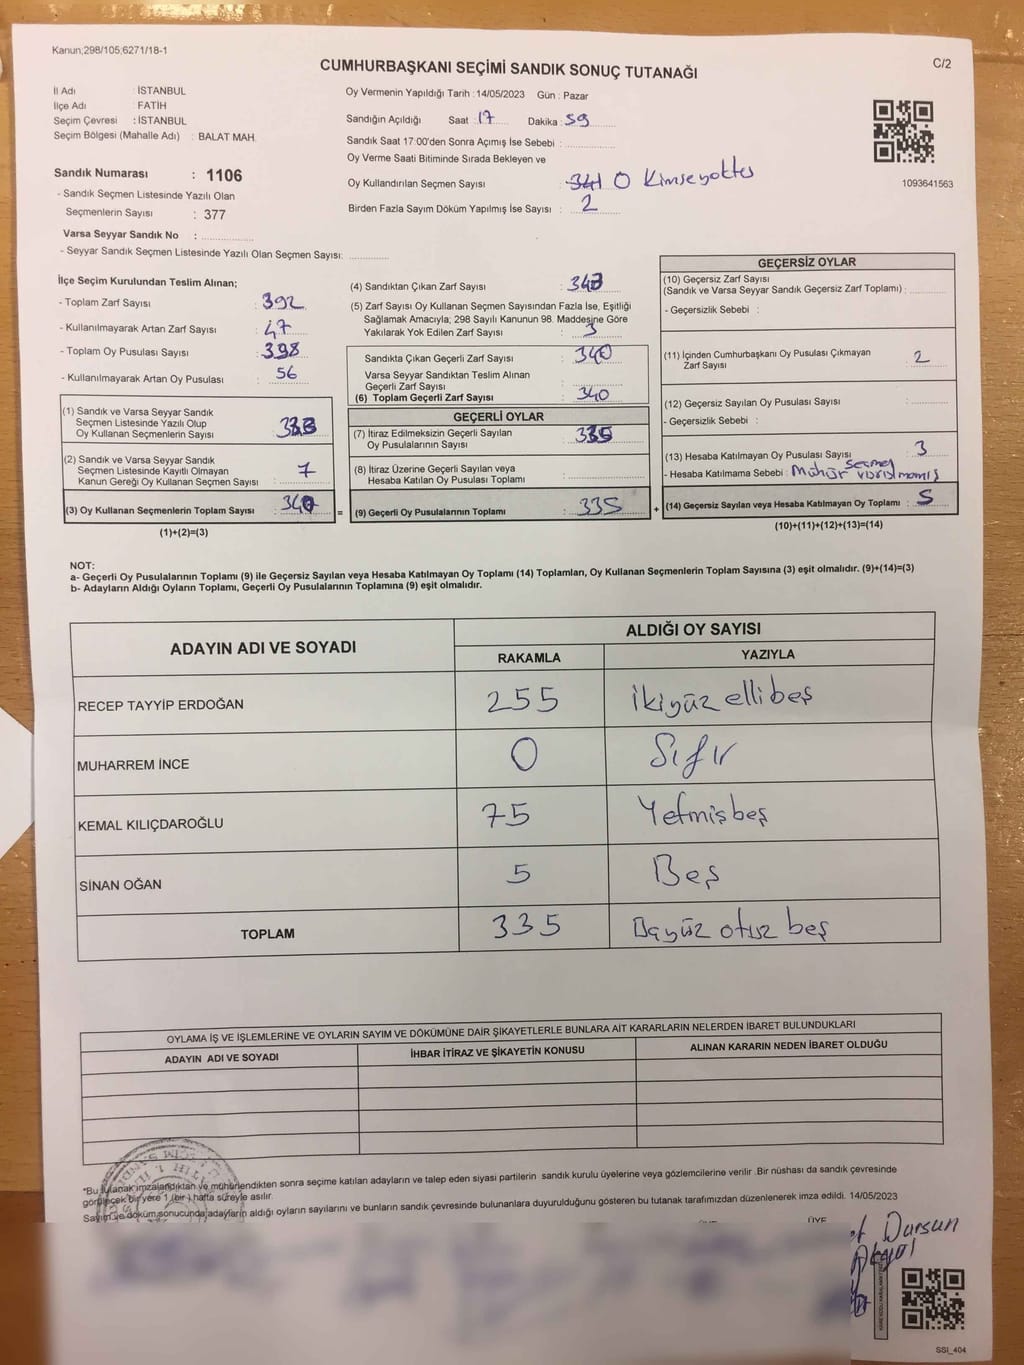 Kanun;298/105;6271/18-1
C/2
CUMHURBAŞKANI SEÇİMİ SANDIK SONUÇ TUTANAĞI
İl Adı : İSTANBUL
İlçe Adı : FATİH
Seçim Çevresi : İSTANBUL
Seçim Bölgesi (Mahalle Adı) : BALAT MAH.
Oy Vermenin Yapıldığı Tarih : 14/05/2023 Gün : Pazar
Sandığın Açıldığı Saat : 17 Dakika : 59
Sandık Saat 17:00'den Sonra Açımış İse Sebebi :
Oy Verme Saati Bitiminde Sırada Bekleyen ve
Oy Kullandırılan Seçmen Sayısı : 341 0 Kimseyoktu
Birden Fazla Sayım Döküm Yapılmış İse Sayısı : 2
1093641563
Sandık Numarası : 1106
- Sandık Seçmen Listesinde Yazılı Olan
Seçmenlerin Sayısı : 377
Varsa Seyyar Sandık No :
- Seyyar Sandık Seçmen Listesinde Yazılı Olan Seçmen Sayısı:
İlçe Seçim Kurulundan Teslim Alınan;
- Toplam Zarf Sayısı : 392
- Kullanılmayarak Artan Zarf Sayısı : 47
- Toplam Oy Pusulası Sayısı : 398
- Kullanılmayarak Artan Oy Pusulası : 56
(1) Sandık ve Varsa Seyyar Sandık
Seçmen Listesinde Yazılı Olup
Oy Kullanan Seçmenlerin Sayısı : 333
(2) Sandık ve Varsa Seyyar Sandık
Seçmen Listesinde Kayıtlı Olmayan
Kanun Gereği Oy Kullanan Seçmen Sayısı : 7
(3) Oy Kullanan Seçmenlerin Toplam Sayısı : 340
(1)+(2)=(3)
=
(4) Sandıktan Çıkan Zarf Sayısı : 343
(5) Zarf Sayısı Oy Kullanan Seçmen Sayısından Fazla İse, Eşitliği
Sağlamak Amacıyla; 298 Sayılı Kanunun 98. Maddesine Göre
Yakılarak Yok Edilen Zarf Sayısı : 3
Sandıkta Çıkan Geçerli Zarf Sayısı : 340
Varsa Seyyar Sandıktan Teslim Alınan
Geçerli Zarf Sayısı :
(6) Toplam Geçerli Zarf Sayısı : 340
GEÇERLİ OYLAR
(7) İtiraz Edilmeksizin Geçerli Sayılan : 335
Oy Pusulalarının Sayısı
(8) İtiraz Üzerine Geçerli Sayılan veya
Hesaba Katılan Oy Pusulası Toplamı :
(9) Geçerli Oy Pusulalarının Toplamı : 335
+
GEÇERSİZ OYLAR
(10) Geçersiz Zarf Sayısı
(Sandık ve Varsa Seyyar Sandık Geçersiz Zarf Toplamı) :
- Geçersizlik Sebebi :
(11) İçinden Cumhurbaşkanı Oy Pusulası Çıkmayan
Zarf Sayısı : 2
(12) Geçersiz Sayılan Oy Pusulası Sayısı :
- Geçersizlik Sebebi :
(13) Hesaba Katılmayan Oy Pusulası Sayısı : 3
- Hesaba Katılmama Sebebi : Mühür seçmen
(14) Geçersiz Sayılan veya Hesaba Katılmayan Oy Toplamı : 5
(10)+(11)+(12)+(13)=(14)
NOT:
a- Geçerli Oy Pusulalarının Toplamı (9) ile Geçersiz Sayılan veya Hesaba Katılmayan Oy Toplamı (14) Toplamları, Oy Kullanan Seçmenlerin Toplam Sayısına (3) eşit olmalıdır. (9)+(14)=(3)
b- Adayların Aldığı Oyların Toplamı, Geçerli Oy Pusulalarının Toplamına (9) eşit olmalıdır.
ADAYIN ADI VE SOYADI
ALDIĞI OY SAYISI
RAKAMLA YAZIYLA
RECEP TAYYİP ERDOĞAN 255 İkiyüz ellibeş
MUHARREM İNCE 0 Sıfır
KEMAL KILIÇDAROĞLU 75 Yetmişbeş
SİNAN OĞAN 5 Beş
TOPLAM 335 Üçyüz otuz beş
OYLAMA İŞ VE İŞLEMLERİNE VE OYLARIN SAYIM VE DÖKÜMÜNE DAİR ŞİKAYETLERLE BUNLARA AİT KARARLARIN NELERDEN İBARET BULUNDUKLARI
ADAYIN ADI VE SOYADI İHBAR İTİRAZ VE ŞİKAYETİN KONUSU ALINAN KARARIN NEDEN İBARET OLDUĞU
*Bu tutanak imzalandıktan ve mühürlendikten sonra seçime katılan adayların ve talep eden siyasi partilerin sandık kurulu üyelerine veya gözlemcilerine verilir .Bir nüshası da sandık çevresinde
görülecek bir yere 1 (bir ) hafta süreyle asılır.
Sayım ve döküm sonucunda adayların aldığı oyların sayılarını ve bunların sandık çevresinde bulunanlara duyurulduğunu gösteren bu tutanak tarafımızdan düzenlenerek imza edildi. 14/05/2023
ÜYE
Dursun
SSI_404